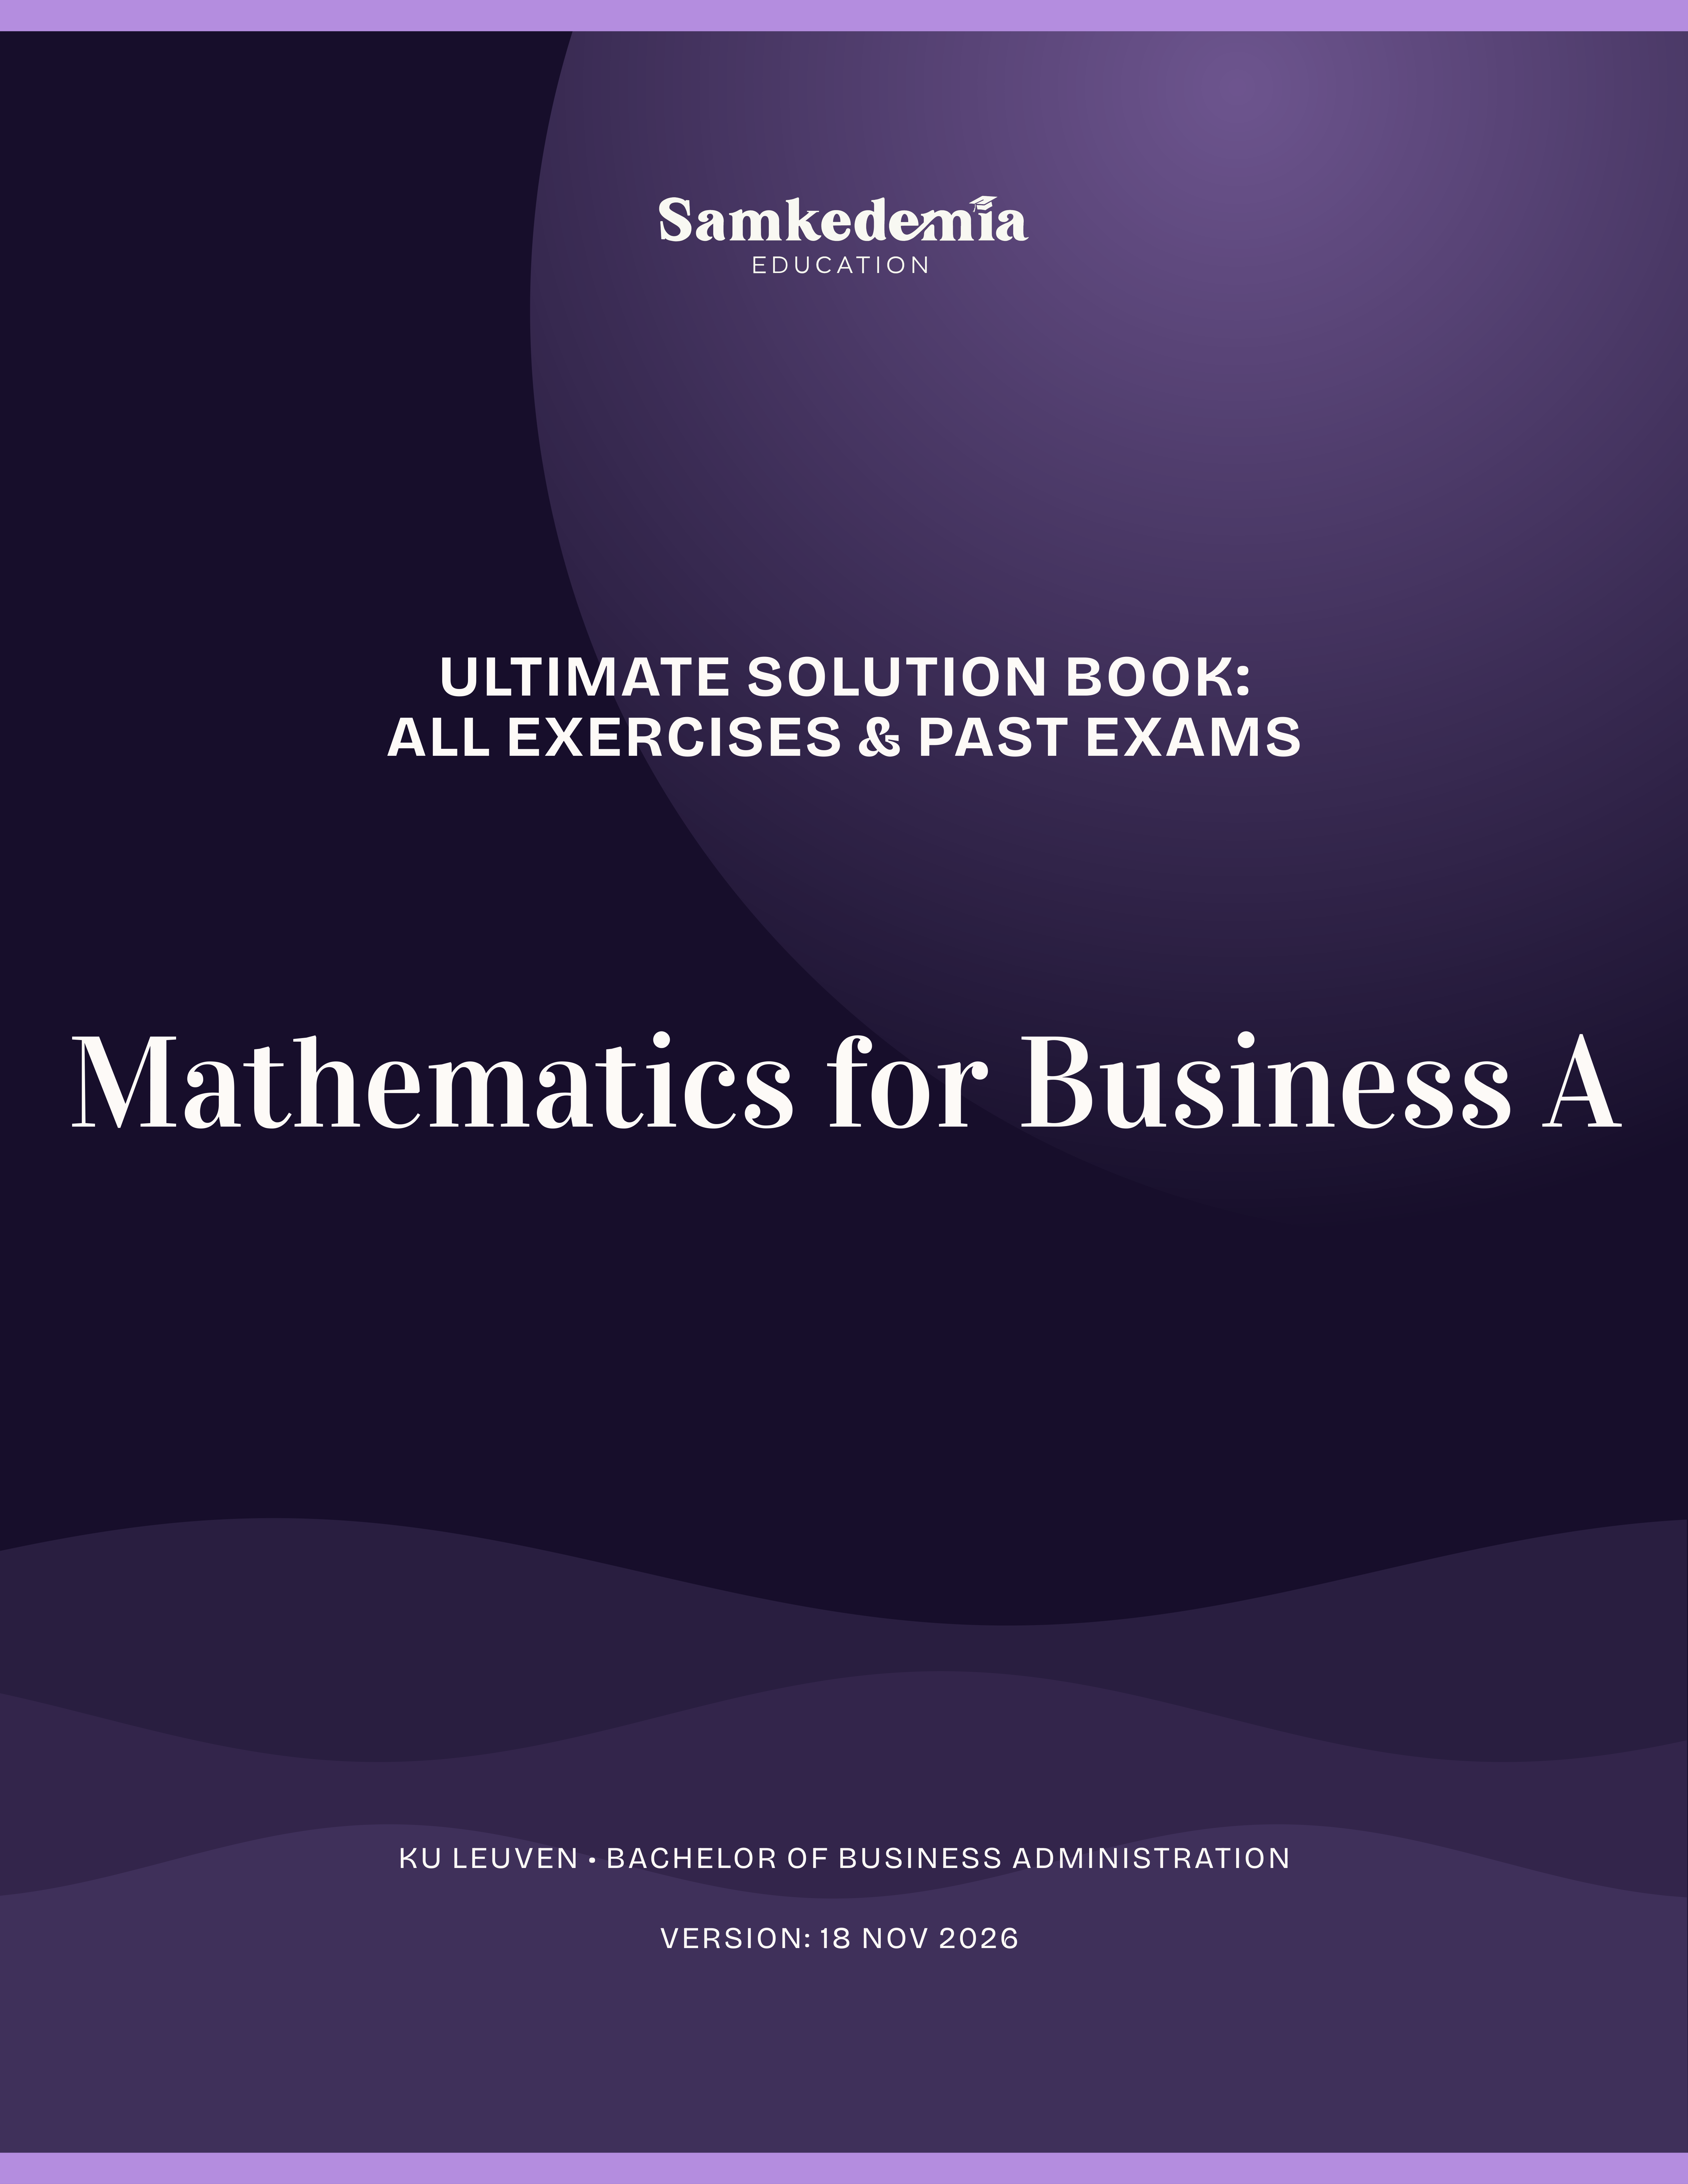 Samkedemia
EDUCATION
ULTIMATE SOLUTION BOOK:
ALL EXERCISES & PAST EXAMS
Mathematics for Business A
KU LEUVEN • BACHELOR OF BUSINESS ADMINISTRATION
VERSION: 18 NOV 2026